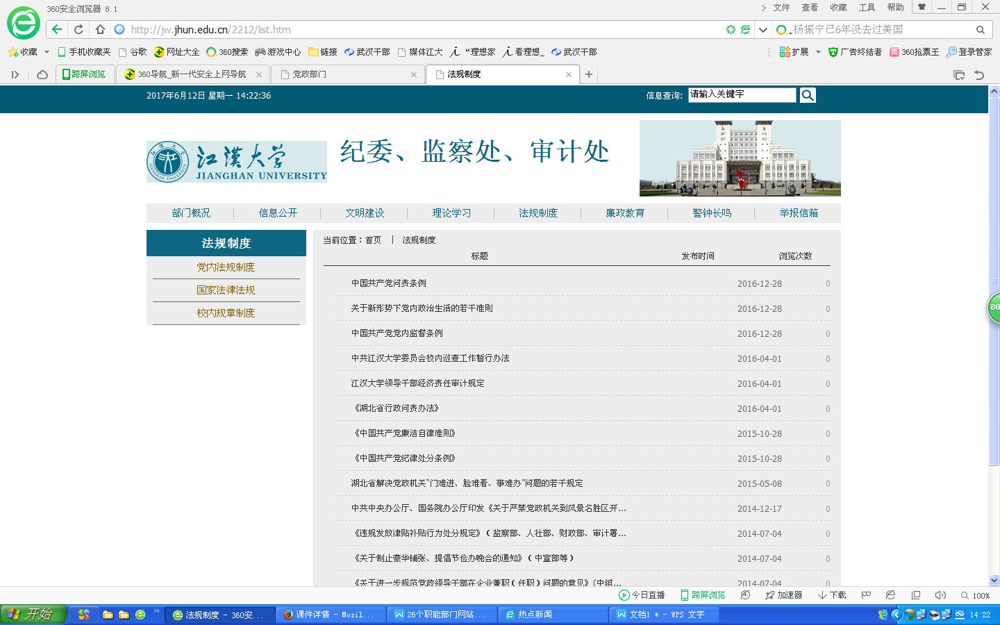 360安全浏览器 8.1
文件 查看 收藏 工具 帮助
http://jw.jhun.edu.cn/2212/list.htm
杨振宁已6年没去过美国
收藏 手机收藏夹 谷歌 网址大全 360搜索 游戏中心 链接 武汉干部 媒体江大 “理想家 看理想_ 武汉干部
扩展 广告终结者 360抢票王 登录管家
跨屏浏览 360导航_新一代安全上网导航 党政部门 法规制度
2017年6月12日 星期一 14:22:36
信息查询: 请输入关键字
江漢大学
JIANGHAN UNIVERSITY
纪委、监察处、审计处
部门概况 信息公开 文明建设 理论学习 法规制度 廉政教育 警钟长鸣 举报信箱
法规制度
党内法规制度
国家法律法规
校内规章制度
当前位置：首页 | 法规制度
标题 发布时间 浏览次数
中国共产党问责条例 2016-12-28 0
关于新形势下党内政治生活的若干准则 2016-12-28 0
中国共产党党内监督条例 2016-12-28 0
中共江汉大学委员会校内巡查工作暂行办法 2016-04-01 0
江汉大学领导干部经济责任审计规定 2016-04-01 0
《湖北省行政问责办法》 2016-04-01 0
《中国共产党廉洁自律准则》 2015-10-28 0
《中国共产党纪律处分条例》 2015-10-28 0
湖北省解决党政机关“门难进、脸难看、事难办”问题的若干规定 2015-05-08 0
中共中央办公厅、国务院办公厅印发《关于严禁党政机关到风景名胜区开... 2014-12-17 0
《违规发放津贴补贴行为处分规定》（监察部、人社部、财政部、审计署... 2014-07-04 0
《关于制止豪华铺张、提倡节俭办晚会的通知》（中宣部等） 2014-07-04 0
《关于进一步规范党政领导干部在企业兼职（任职）问题的意见》(中组... 2014-07-04 0
80
今日直播 跨屏浏览 加速器 下载 100%
开始 法规制度 - 360安... 课件详情 - Mozil... 26个职能部门网站... 热点新闻 文档1 * - WPS 文字 14:22